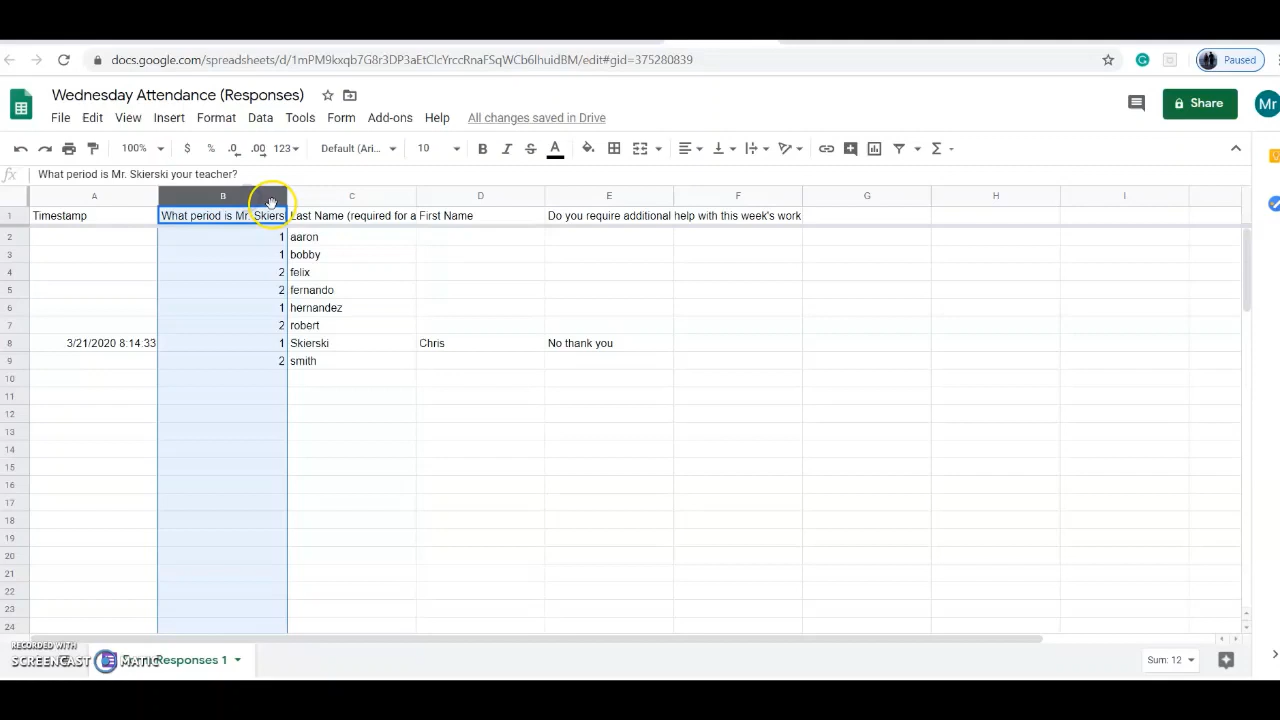 docs.google.com/spreadsheets/d/1mPM9kxqb7G8r3DP3aEtClcYrccRnaFSqWCb6lhuidBM/edit#gid=375280839
Paused
Wednesday Attendance (Responses)
File Edit View Insert Format Data Tools Form Add-ons Help All changes saved in Drive
Share
Mr
100% $ % .0 .00 123 Default (Ari... 10 B I S A Σ
fx What period is Mr. Skierski your teacher?
A B C D E F G H I
1 Timestamp What period is Mr. Skiers Last Name (required for a First Name Do you require additional help with this week's work
2 1 aaron
3 1 bobby
4 2 felix
5 2 fernando
6 1 hernandez
7 2 robert
8 3/21/2020 8:14:33 1 Skierski Chris No thank you
9 2 smith
10
11
12
13
14
15
16
17
18
19
20
21
22
23
24
RECORDED WITH
SCREENCAST MATIC
Responses 1
Sum: 12